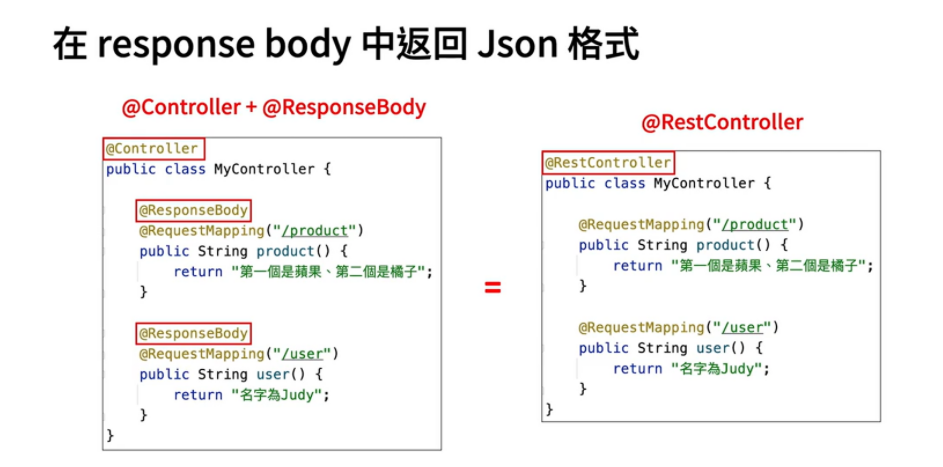 在 response body 中返回 Json 格式
@Controller + @ResponseBody
@Controller
public class MyController {
@ResponseBody
@RequestMapping("/product")
public String product() {
return "第一個是蘋果、第二個是橘子";
}
@ResponseBody
@RequestMapping("/user")
public String user() {
return "名字為Judy";
}
}
=
@RestController
@RestController
public class MyController {
@RequestMapping("/product")
public String product() {
return "第一個是蘋果、第二個是橘子";
}
@RequestMapping("/user")
public String user() {
return "名字為Judy";
}
}